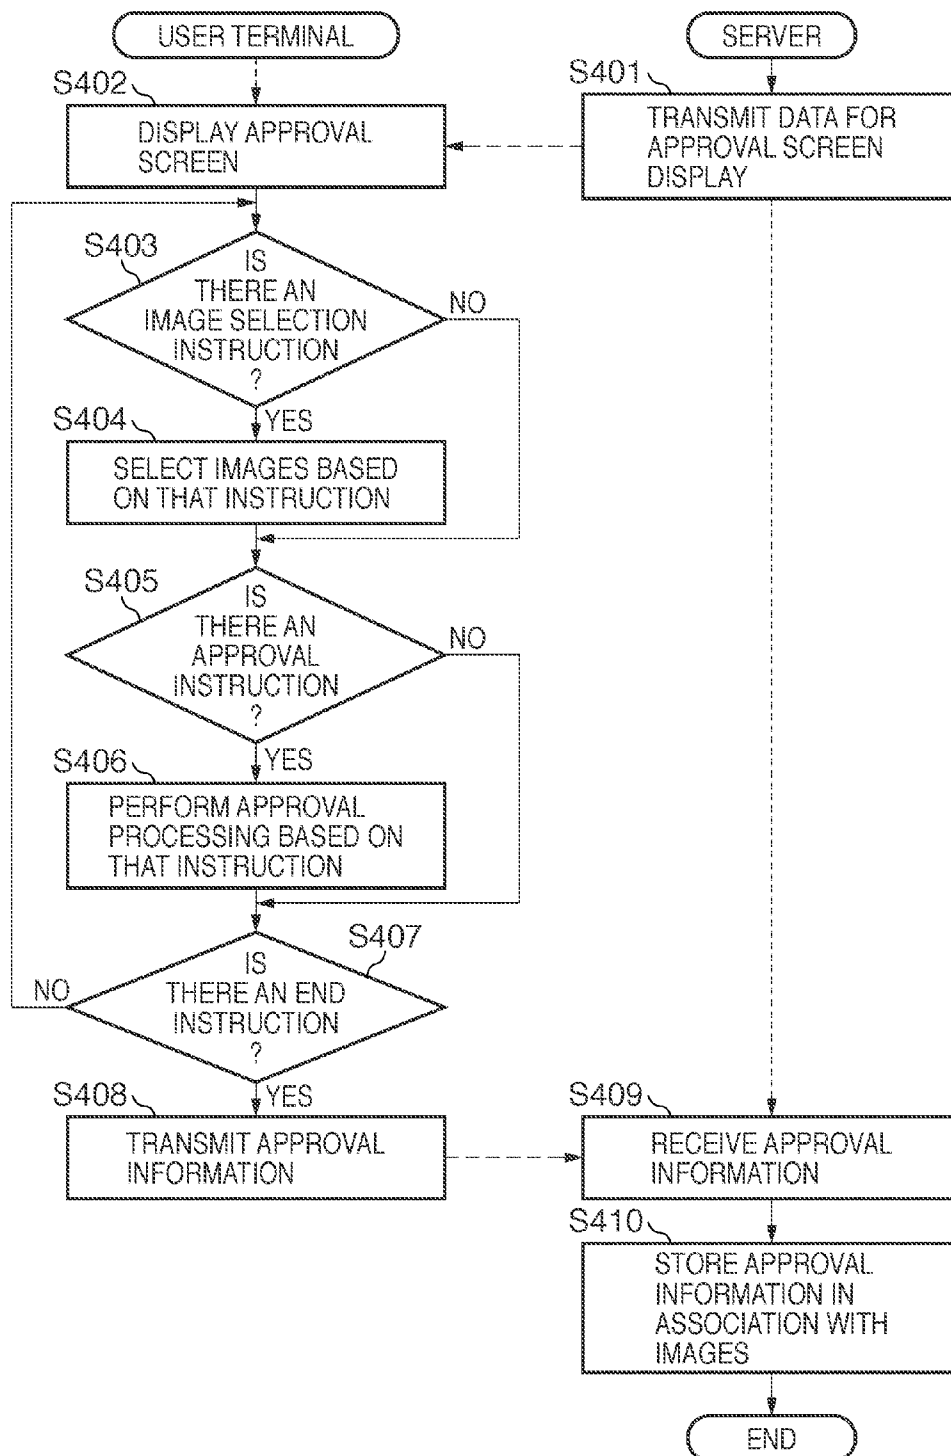 USER TERMINAL
SERVER
S401
TRANSMIT DATA FOR
APPROVAL SCREEN
DISPLAY
S402
DISPLAY APPROVAL
SCREEN
S403
IS
THERE AN
IMAGE SELECTION
INSTRUCTION
?
NO
YES
S404
SELECT IMAGES BASED
ON THAT INSTRUCTION
S405
IS
THERE AN
APPROVAL
INSTRUCTION
?
NO
YES
S406
PERFORM APPROVAL
PROCESSING BASED ON
THAT INSTRUCTION
S407
IS
THERE AN END
INSTRUCTION
?
NO
YES
S408
TRANSMIT APPROVAL
INFORMATION
S409
RECEIVE APPROVAL
INFORMATION
S410
STORE APPROVAL
INFORMATION IN
ASSOCIATION WITH
IMAGES
END